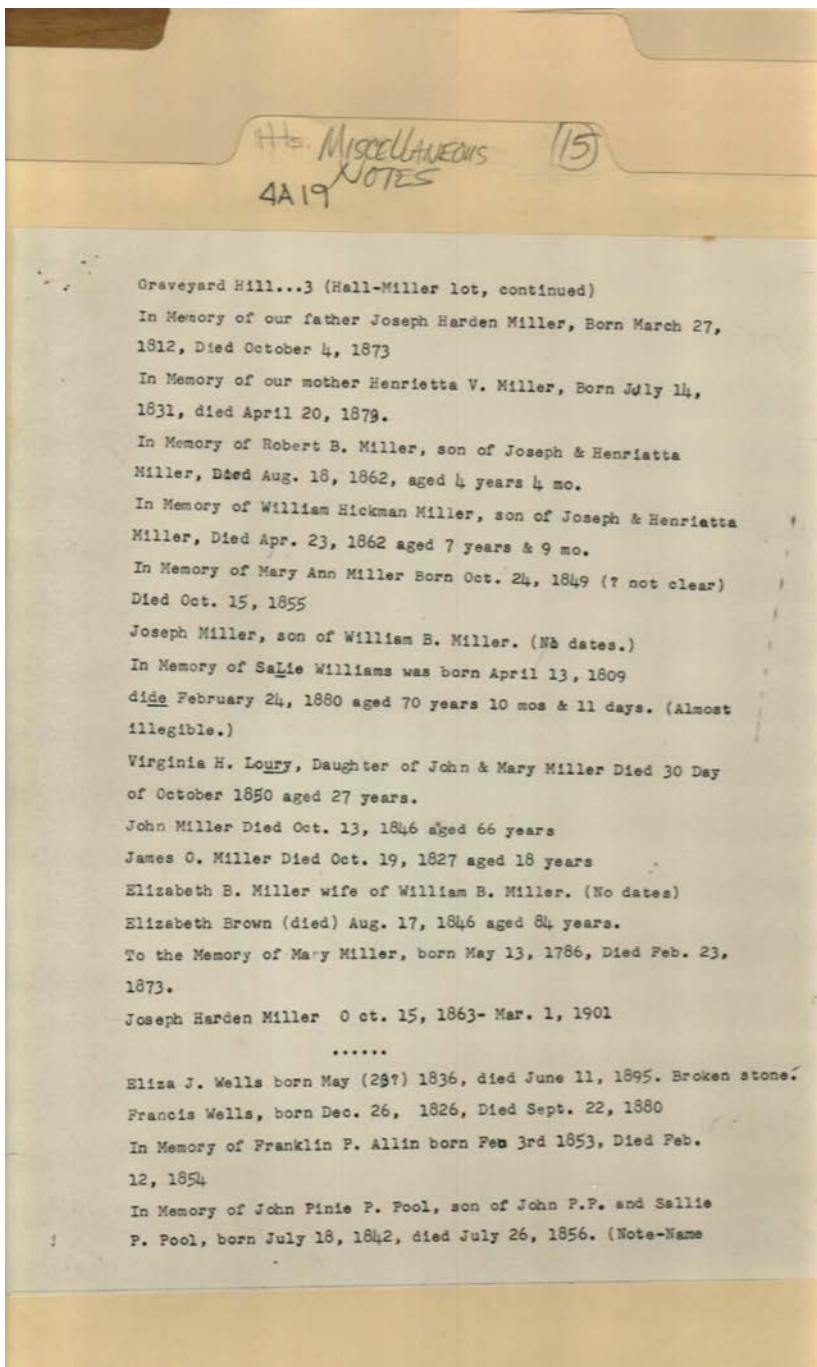 Hts. MISCELLANEOUS (15)
NOTES
4A19
Graveyard Hill...3 (Hall-Miller lot, continued)
In Memory of our father Joseph Harden Miller, Born March 27,
1812, Died October 4, 1873
In Memory of our mother Henrietta V. Miller, Born July 14,
1831, died April 20, 1879.
In Memory of Robert B. Miller, son of Joseph & Henriatta
Miller, Died Aug. 18, 1862, aged 4 years 4 mo.
In Memory of William Hickman Miller, son of Joseph & Henrietta
Miller, Died Apr. 23, 1862 aged 7 years & 9 mo.
In Memory of Mary Ann Miller Born Oct. 24, 1849 (? not clear)
Died Oct. 15, 1855
Joseph Miller, son of William B. Miller. (No dates.)
In Memory of SaLie Williams was born April 13, 1809
dide February 24, 1880 aged 70 years 10 mos & 11 days. (Almost
illegible.)
Virginia H. Loury, Daughter of John & Mary Miller Died 30 Day
of October 1850 aged 27 years.
John Miller Died Oct. 13, 1846 aged 66 years
James O. Miller Died Oct. 19, 1827 aged 18 years
Elizabeth B. Miller wife of William B. Miller. (No dates)
Elizabeth Brown (died) Aug. 17, 1846 aged 84 years.
To the Memory of Mary Miller, born May 13, 1786, Died Feb. 23,
1873.
Joseph Harden Miller O ct. 15, 1863- Mar. 1, 1901
......
Eliza J. Wells born May 1836, died June 11, 1895. Broken stone.
Francis Wells, born Dec. 26, 1826, Died Sept. 22, 1880
In Memory of Franklin P. Allin born Feb 3rd 1853, Died Feb.
12, 1854
In Memory of John Pinie P. Pool, son of John P.P. and Sallie
P. Pool, born July 18, 1842, died July 26, 1856. (Note-Name